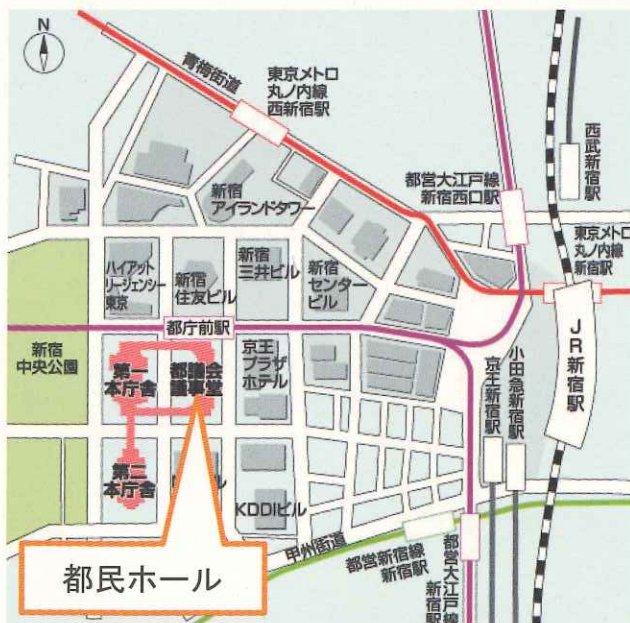 N
青梅街道
東京メトロ
丸ノ内線
西新宿駅
西武新宿駅
都営大江戸線
新宿西口駅
新宿
アイランドタワー
東京メトロ
丸ノ内線
新宿駅
ハイアット
リージェンシー
東京
新宿
住友ビル
新宿
三井ビル
新宿
センター
ビル
都庁前駅
JR新宿駅
新宿
中央公園
第一
本庁舎
都議会
議事堂
京王
プラザ
ホテル
小田急新宿駅
京王新宿駅
第二
本庁舎
KDDIビル
甲州街道
都営新宿線
新宿駅
都営大江戸線
新宿駅
都民ホール